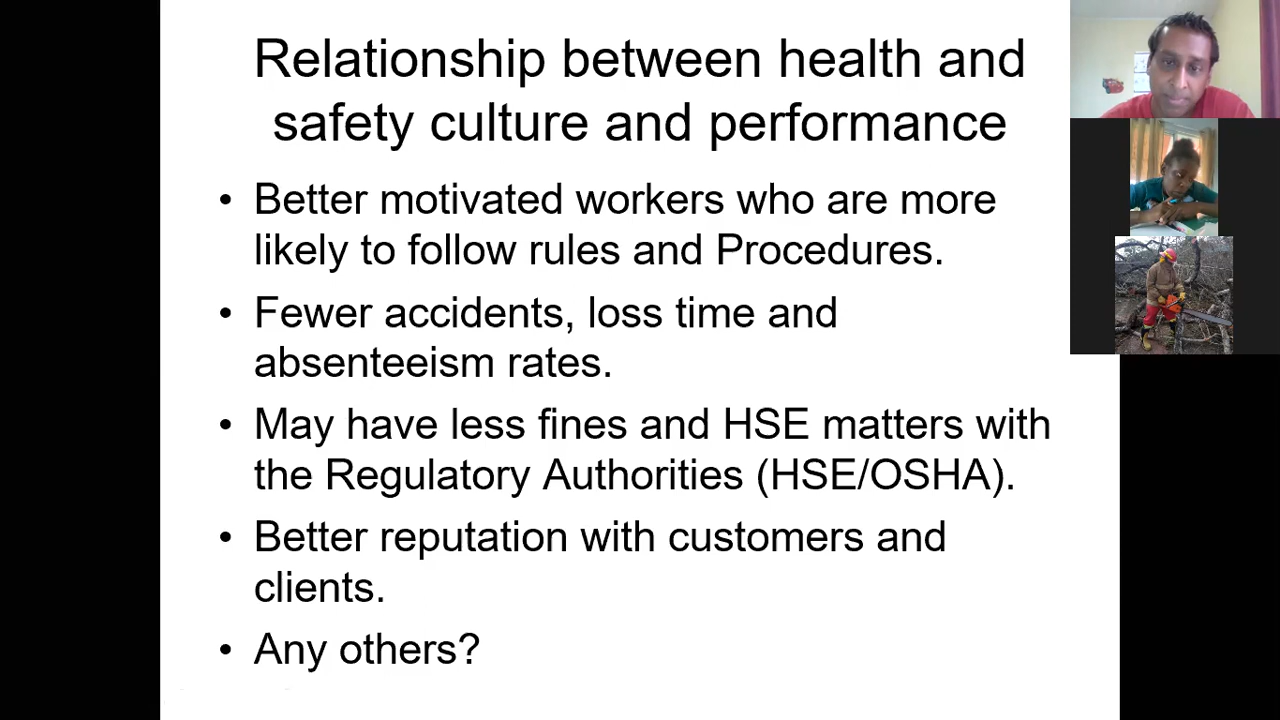 Relationship between health and
safety culture and performance
• Better motivated workers who are more
likely to follow rules and Procedures.
• Fewer accidents, loss time and
absenteeism rates.
• May have less fines and HSE matters with
the Regulatory Authorities (HSE/OSHA).
• Better reputation with customers and
clients.
• Any others?